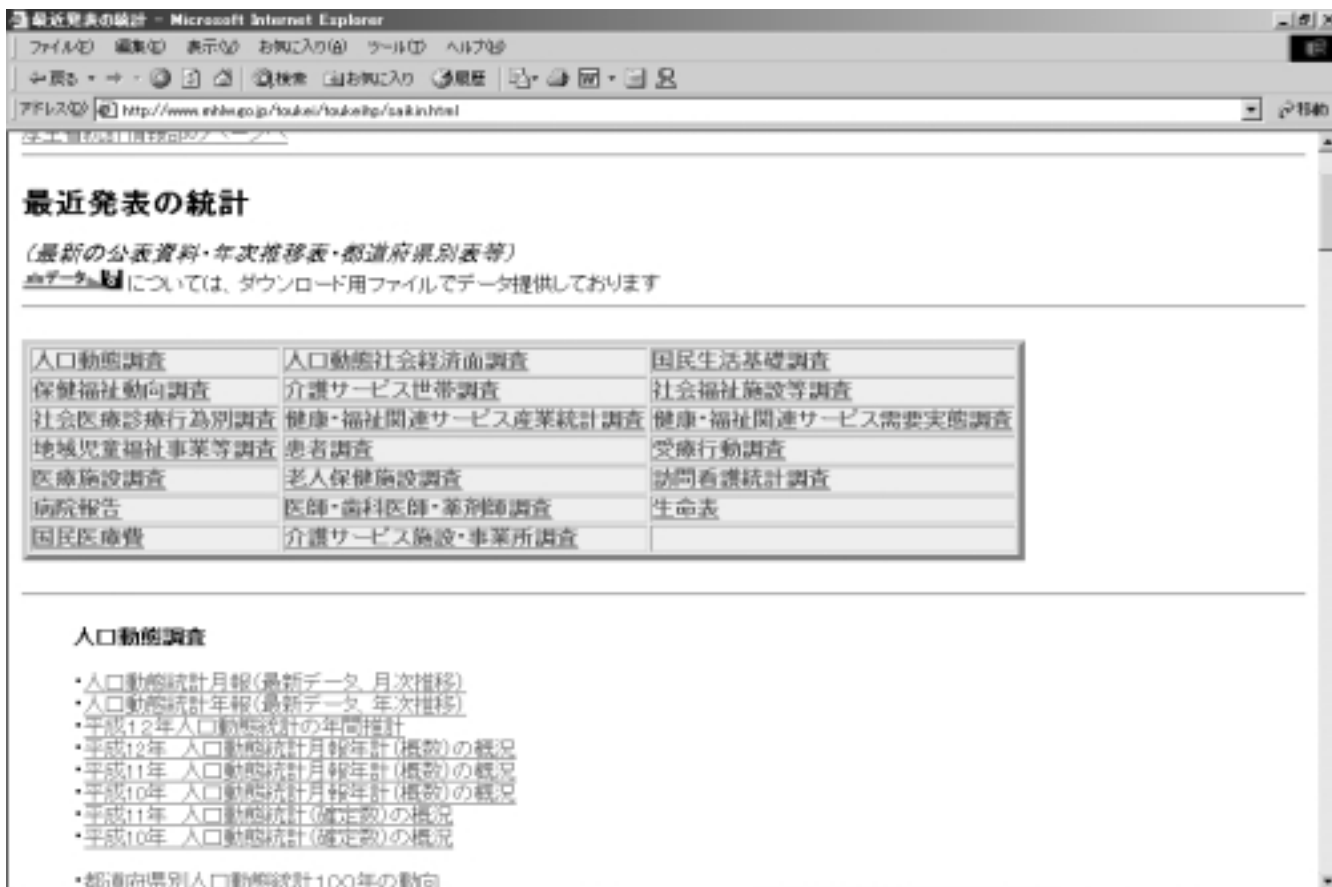 最近発表の統計 - Microsoft Internet Explorer
ファイル(F) 編集(E) 表示(V) お気に入り(A) ツール(T) ヘルプ(H)
戻る 検索 お気に入り 履歴
アドレス(D) http://www.mhlw.go.jp/toukei/toukeihp/saikin.html 移動
最近発表の統計
(最新の公表資料・年次推移表・都道府県別表等)
については、ダウンロード用ファイルでデータ提供しております
人口動態調査 人口動態社会経済面調査 国民生活基礎調査
保健福祉動向調査 介護サービス世帯調査 社会福祉施設等調査
社会医療診療行為別調査 健康・福祉関連サービス産業統計調査 健康・福祉関連サービス需要実態調査
地域児童福祉事業等調査 患者調査 受療行動調査
医療施設調査 老人保健施設調査 訪問看護統計調査
病院報告 医師・歯科医師・薬剤師調査 生命表
国民医療費 介護サービス施設・事業所調査
人口動態調査
・人口動態統計月報(最新データ、月次推移)
・人口動態統計年報(最新データ、年次推移)
・平成12年人口動態統計の年間推計
・平成12年 人口動態統計月報年計(概数)の概況
・平成11年 人口動態統計月報年計(概数)の概況
・平成10年 人口動態統計月報年計(概数)の概況
・平成11年 人口動態統計(確定数)の概況
・平成10年 人口動態統計(確定数)の概況
・都道府県別人口動態統計100年の動向